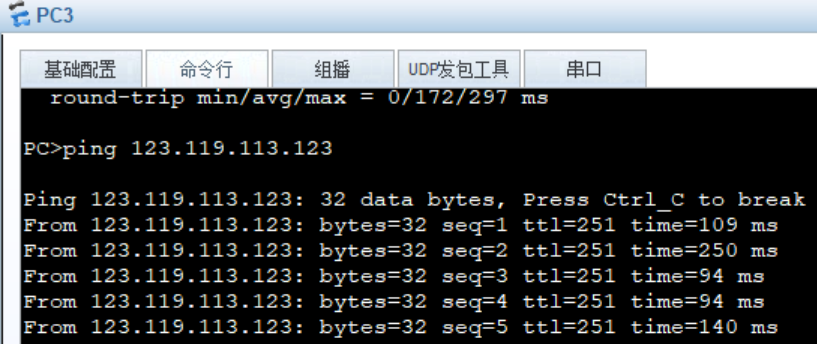 PC3
基础配置 命令行 组播 UDP发包工具 串口
round-trip min/avg/max = 0/172/297 ms
PC>ping 123.119.113.123
Ping 123.119.113.123: 32 data bytes, Press Ctrl_C to break
From 123.119.113.123: bytes=32 seq=1 ttl=251 time=109 ms
From 123.119.113.123: bytes=32 seq=2 ttl=251 time=250 ms
From 123.119.113.123: bytes=32 seq=3 ttl=251 time=94 ms
From 123.119.113.123: bytes=32 seq=4 ttl=251 time=94 ms
From 123.119.113.123: bytes=32 seq=5 ttl=251 time=140 ms